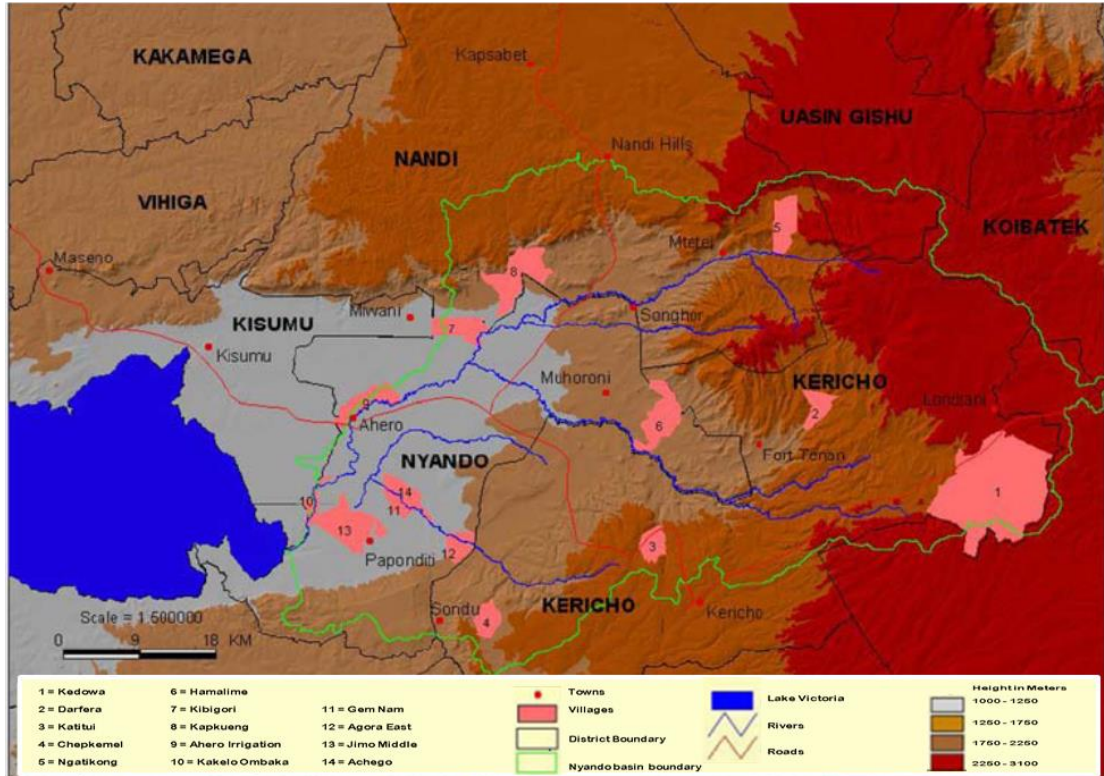 KAKAMEGA
Kapsabet
UASIN GISHU
NANDI
Nandi Hills
VIHIGA
KOIBATEK
Maseno
Mtetei
5
8
KISUMU
Miwani
7
Songhor
Kisumu
Muhoroni
KERICHO
9
Ahero
6
2
Londiani
Fort Tenan
NYANDO
14
10
11
1
13
Paponditi
12
3
KERICHO
Kericho
Sondu
4
Scale = 1:500000
0 9 18 KM
1 = Kedowa
2 = Darfera
3 = Katitui
4 = Chepkemel
5 = Ngatikong
6 = Hamalime
7 = Kibigori
8 = Kapkueng
9 = Ahero Irrigation
10 = Kakelo Ombaka
11 = Gem Nam
12 = Agora East
13 = Jimo Middle
14 = Achego
Towns
Villages
District Boundary
Nyando basin boundary
Lake Victoria
Rivers
Roads
Height in Meters
1000 - 1250
1250 - 1750
1750 - 2250
2250 - 3100